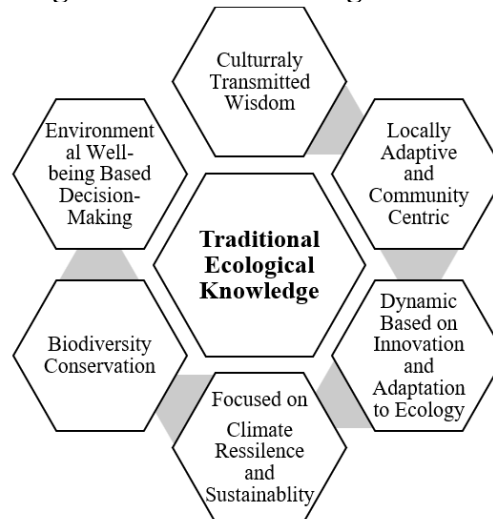 Culturraly
Transmitted
Wisdom
Locally
Adaptive
and
Community
Centric
Dynamic
Based on
Innovation
and
Adaptation
to Ecology
Focused on
Climate
Ressilence
and
Sustainablity
Biodiversity
Conservation
Environment
al Well-
being Based
Decision-
Making
Traditional
Ecological
Knowledge